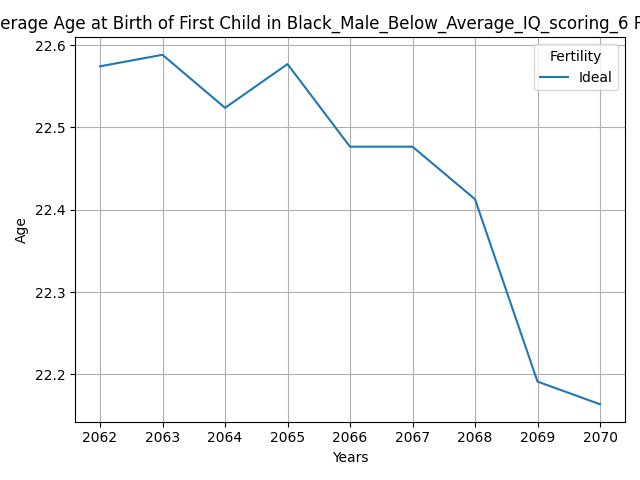 Age at Birth of First Child in Black_Male_Below_Average_IQ_scoring_6
22.6
22.5
22.4
22.3
22.2
Age
Fertility
Ideal
2062 2063 2064 2065 2066 2067 2068 2069 2070
Years